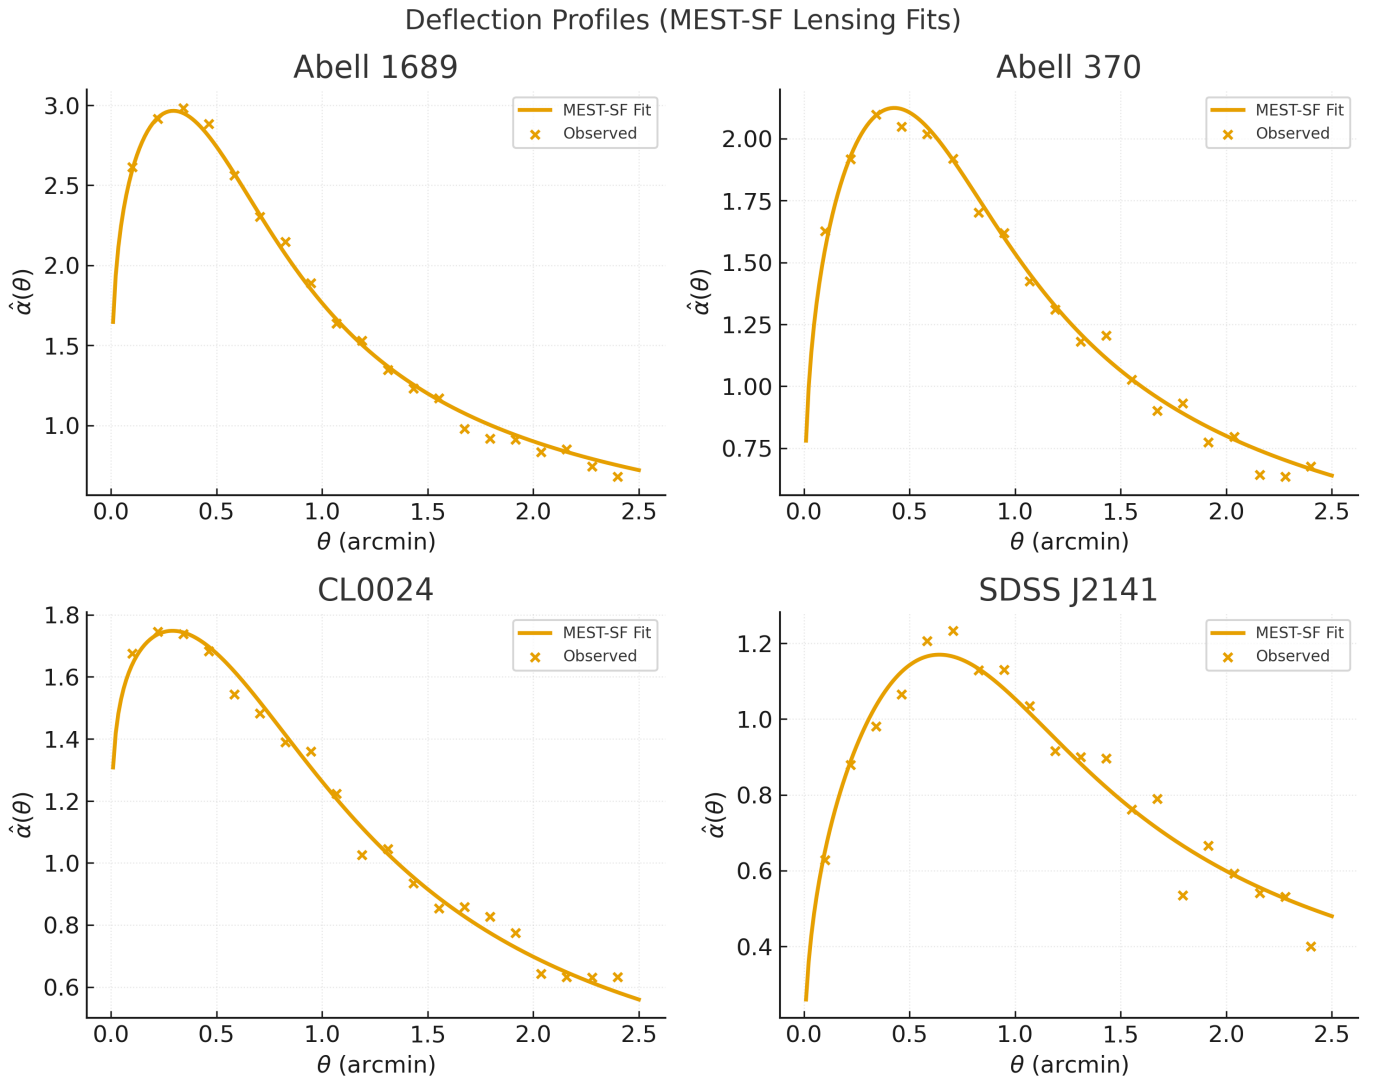 Deflection Profiles (MEST-SF Lensing Fits)
Abell 1689
MEST-SF Fit
Observed
3.0
2.5
2.0
1.5
1.0
α̂(θ)
0.0 0.5 1.0 1.5 2.0 2.5
θ (arcmin)
Abell 370
MEST-SF Fit
Observed
2.00
1.75
1.50
1.25
1.00
0.75
α̂(θ)
0.0 0.5 1.0 1.5 2.0 2.5
θ (arcmin)
CL0024
MEST-SF Fit
Observed
1.8
1.6
1.4
1.2
1.0
0.8
0.6
α̂(θ)
0.0 0.5 1.0 1.5 2.0 2.5
θ (arcmin)
SDSS J2141
MEST-SF Fit
Observed
1.2
1.0
0.8
0.6
0.4
α̂(θ)
0.0 0.5 1.0 1.5 2.0 2.5
θ (arcmin)